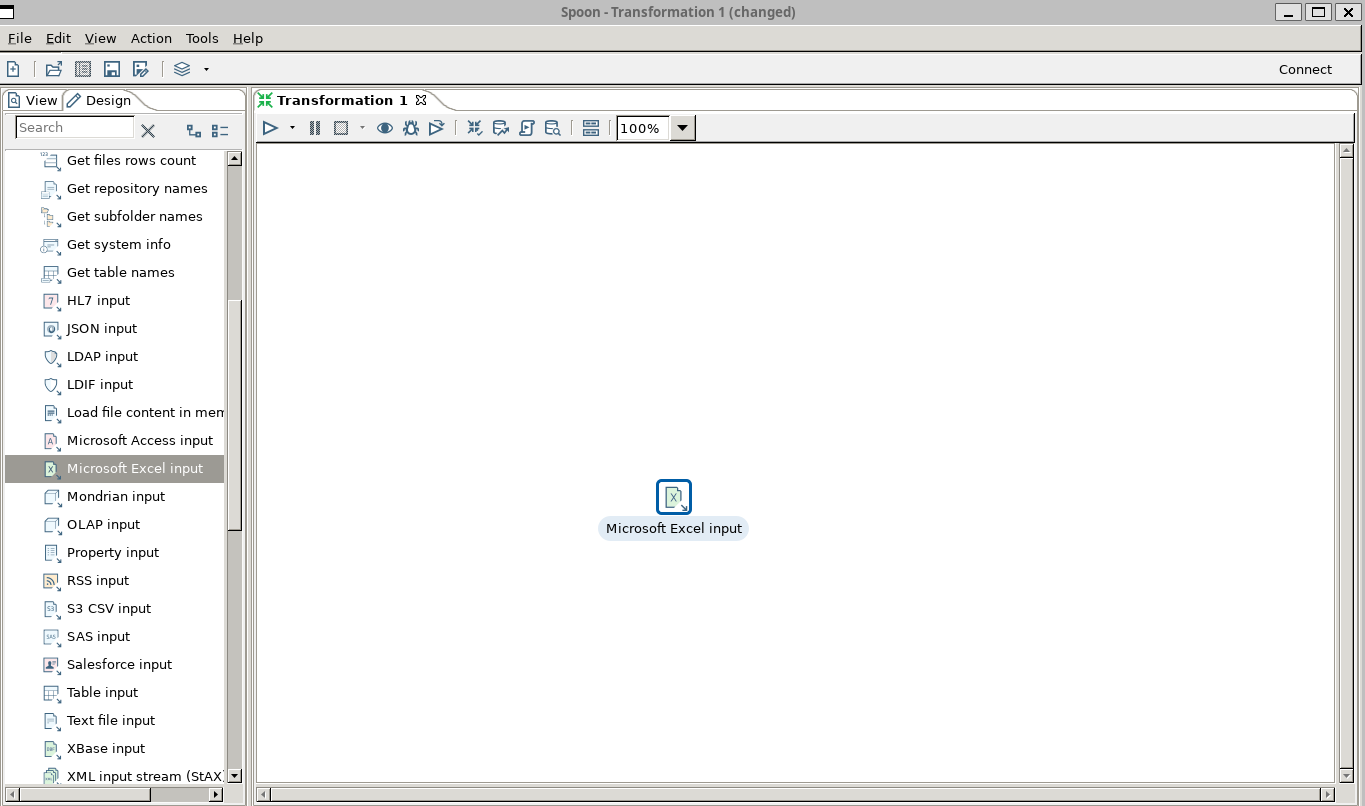 Spoon - Transformation 1 (changed)
File Edit View Action Tools Help
Connect
View Design
Transformation 1
Search
100%
Get files rows count
Get repository names
Get subfolder names
Get system info
Get table names
HL7 input
JSON input
LDAP input
LDIF input
Load file content in mem
Microsoft Access input
Microsoft Excel input
Mondrian input
OLAP input
Property input
RSS input
S3 CSV input
SAS input
Salesforce input
Table input
Text file input
XBase input
XML input stream (StAX)
Microsoft Excel input